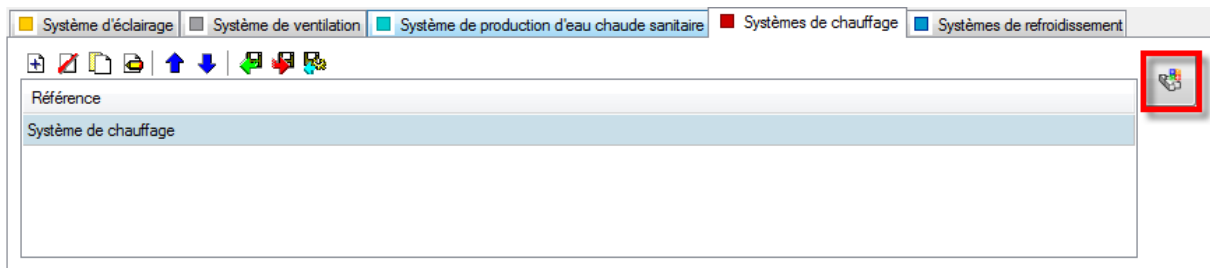 Système d'éclairage Système de ventilation Système de production d'eau chaude sanitaire Systèmes de chauffage Systèmes de refroidissement
Référence
Système de chauffage